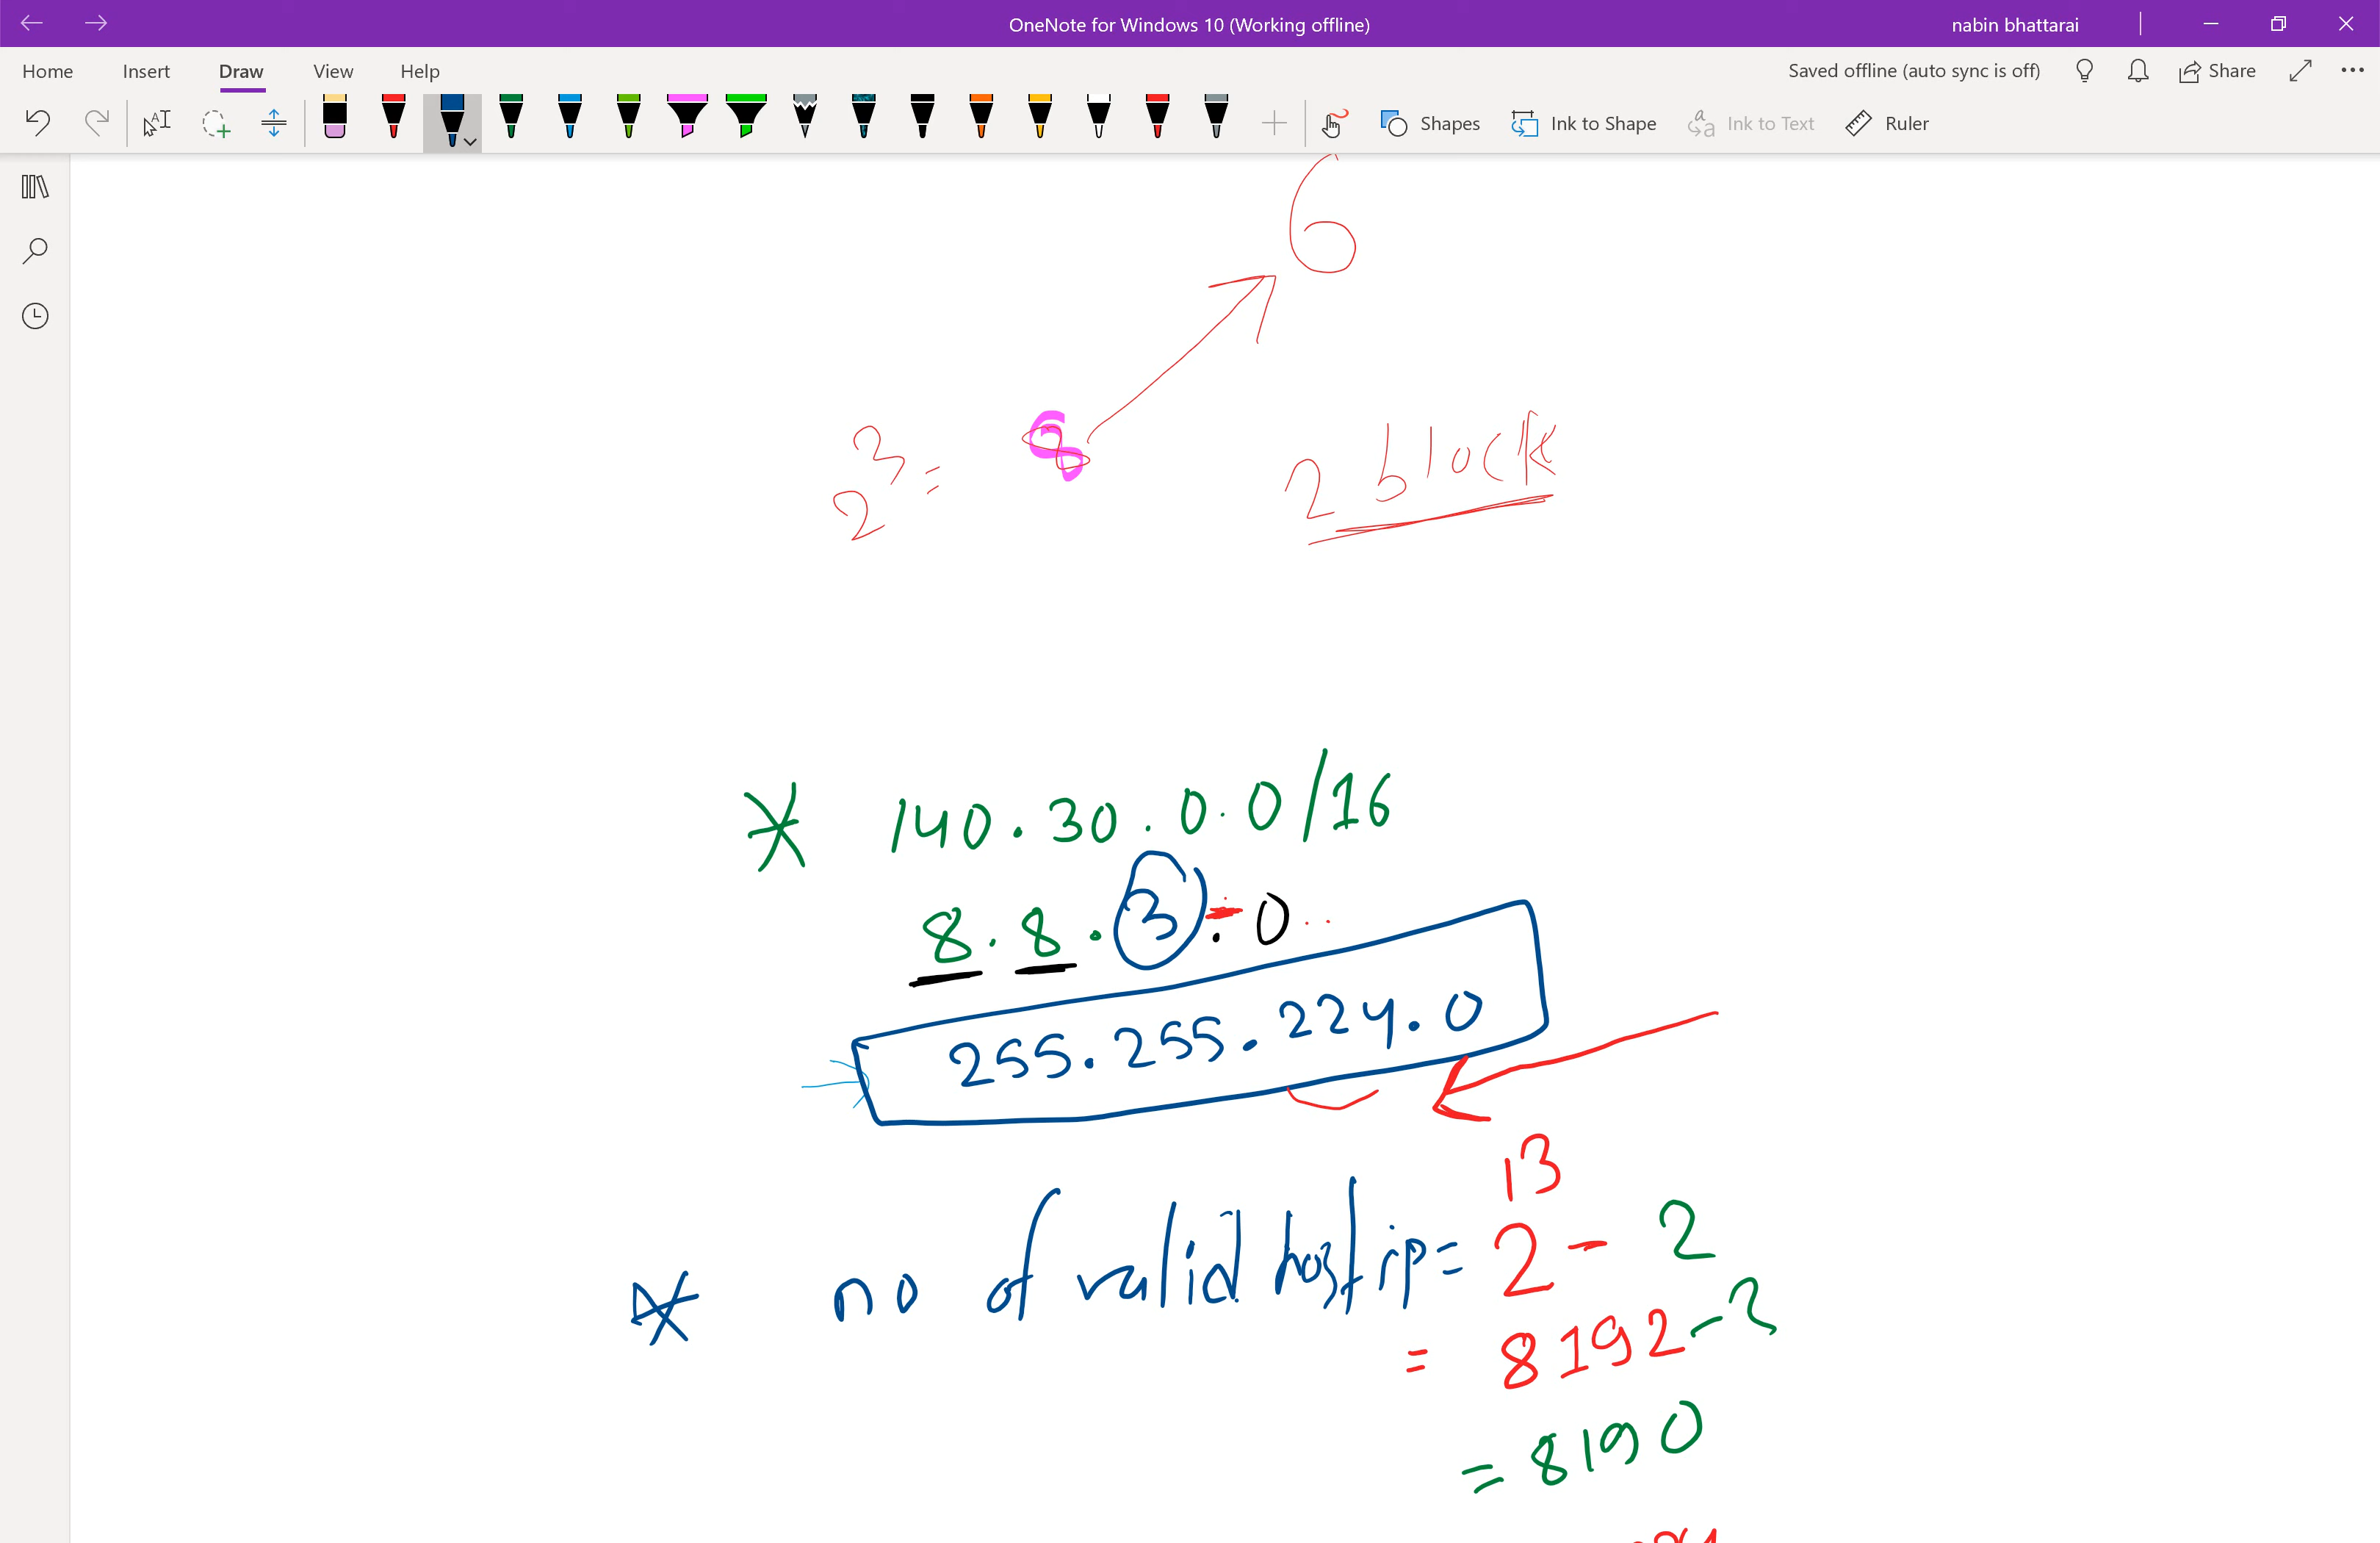 OneNote for Windows 10 (Working offline)
nabin bhattarai
Home Insert Draw View Help
Saved offline (auto sync is off) Share
Shapes Ink to Shape Ink to Text Ruler
6
2³ = 8
2 block
* 140.30.0.0/16
8.8.3.0
255.255.224.0
* no of valid host ip = 2¹³ - 2
= 8192 - 2
= 8190